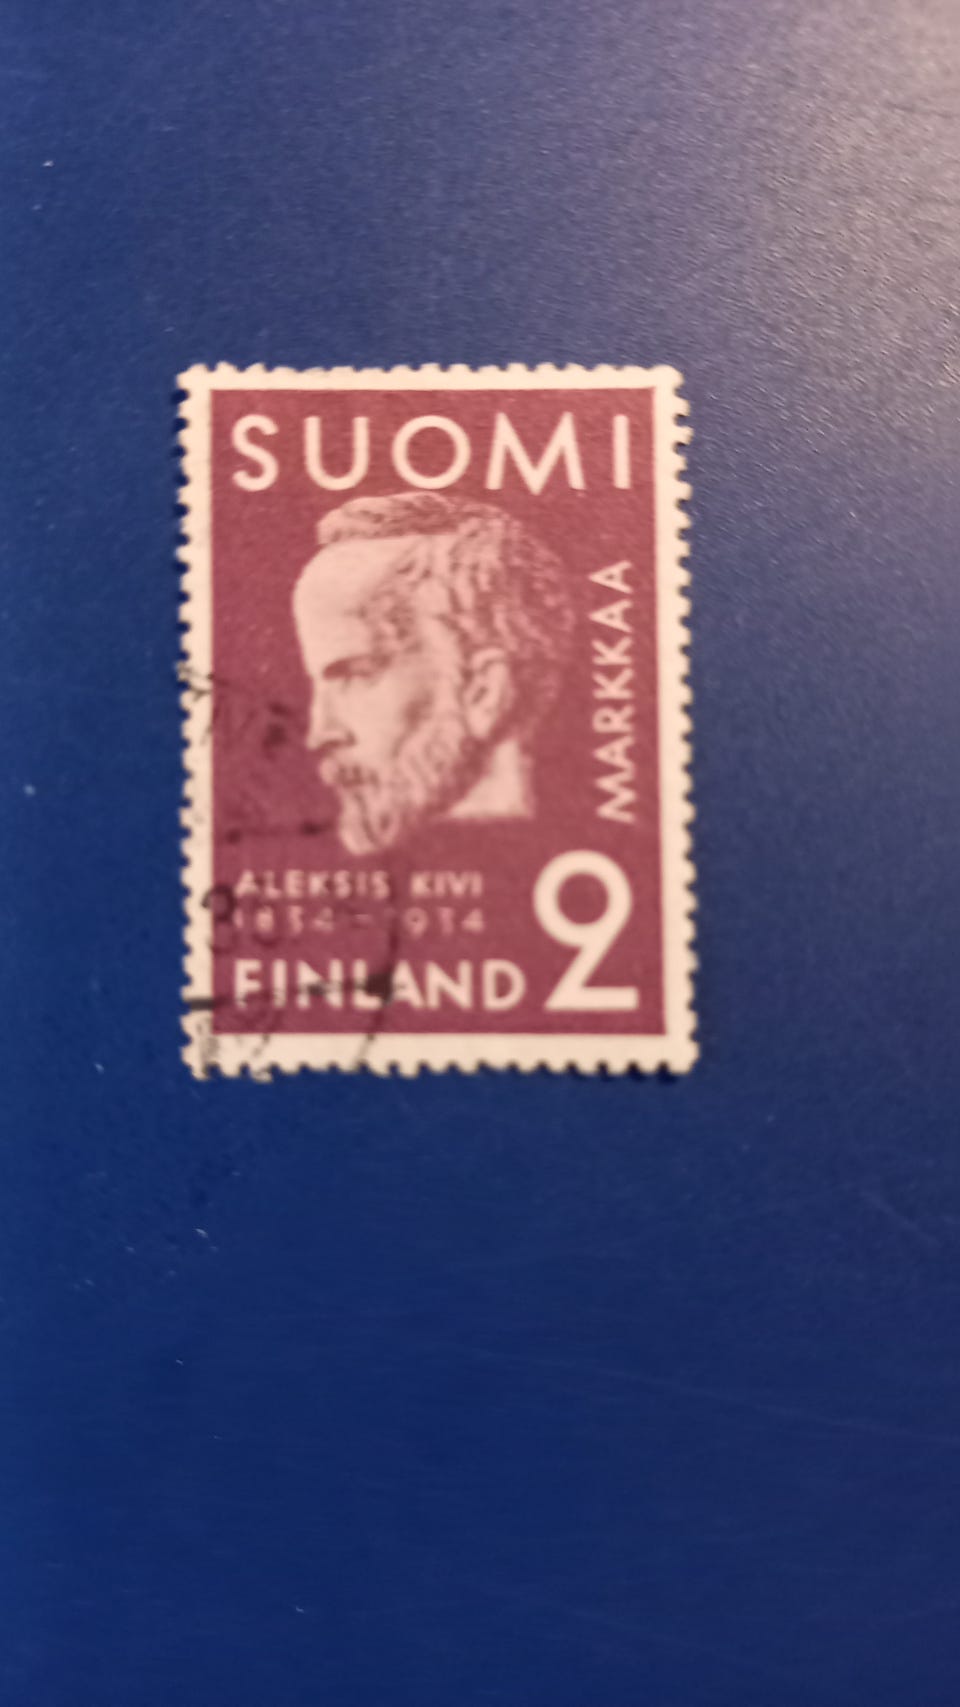 SUOMI
MARKKAA
ALEKSIS KIVI
1834-1934
FINLAND
2